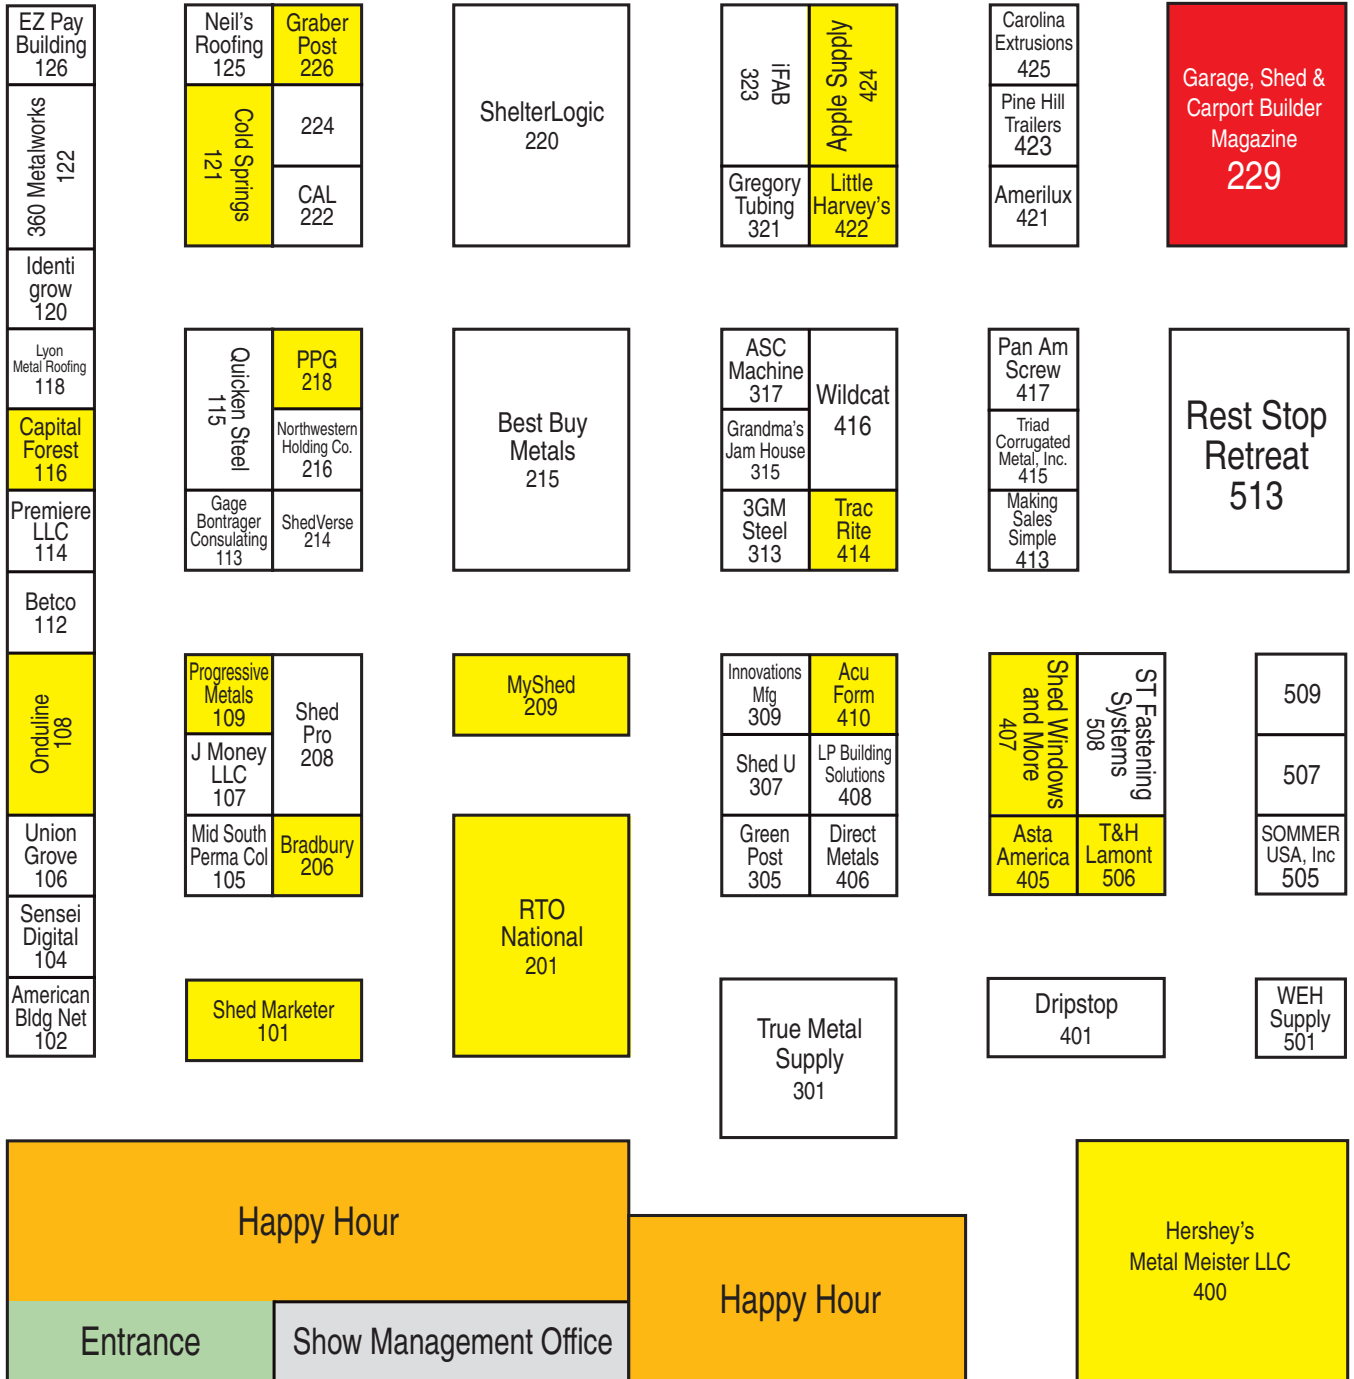 EZ Pay
Building
126
360 Metalworks
122
Identi
grow
120
Lyon
Metal Roofing
118
Capital
Forest
116
Premiere
LLC
114
Betco
112
Onduline
108
Union
Grove
106
Sensei
Digital
104
American
Bldg Net
102
Neil's
Roofing
125
Graber
Post
226
Cold Springs
121
224
CAL
222
Quicken Steel
115
PPG
218
Northwestern
Holding Co.
216
Gage
Bontrager
Consulating
113
ShedVerse
214
Progressive
Metals
109
Shed
Pro
208
J Money
LLC
107
Mid South
Perma Col
105
Bradbury
206
Shed Marketer
101
ShelterLogic
220
Best Buy
Metals
215
MyShed
209
RTO
National
201
iFAB
323
Apple Supply
424
Gregory
Tubing
321
Little
Harvey's
422
ASC
Machine
317
Wildcat
416
Grandma's
Jam House
315
3GM
Steel
313
Trac
Rite
414
Innovations
Mfg
309
Acu
Form
410
Shed U
307
LP Building
Solutions
408
Green
Post
305
Direct
Metals
406
True Metal
Supply
301
Carolina
Extrusions
425
Pine Hill
Trailers
423
Amerilux
421
Pan Am
Screw
417
Triad
Corrugated
Metal, Inc.
415
Making
Sales
Simple
413
Shed Windows
and More
407
ST Fastening
Systems
508
Asta
America
405
T&H
Lamont
506
Dripstop
401
Garage, Shed &
Carport Builder
Magazine
229
Rest Stop
Retreat
513
509
507
SOMMER
USA, Inc
505
WEH
Supply
501
Happy Hour
Happy Hour
Entrance
Show Management Office
Hershey's
Metal Meister LLC
400